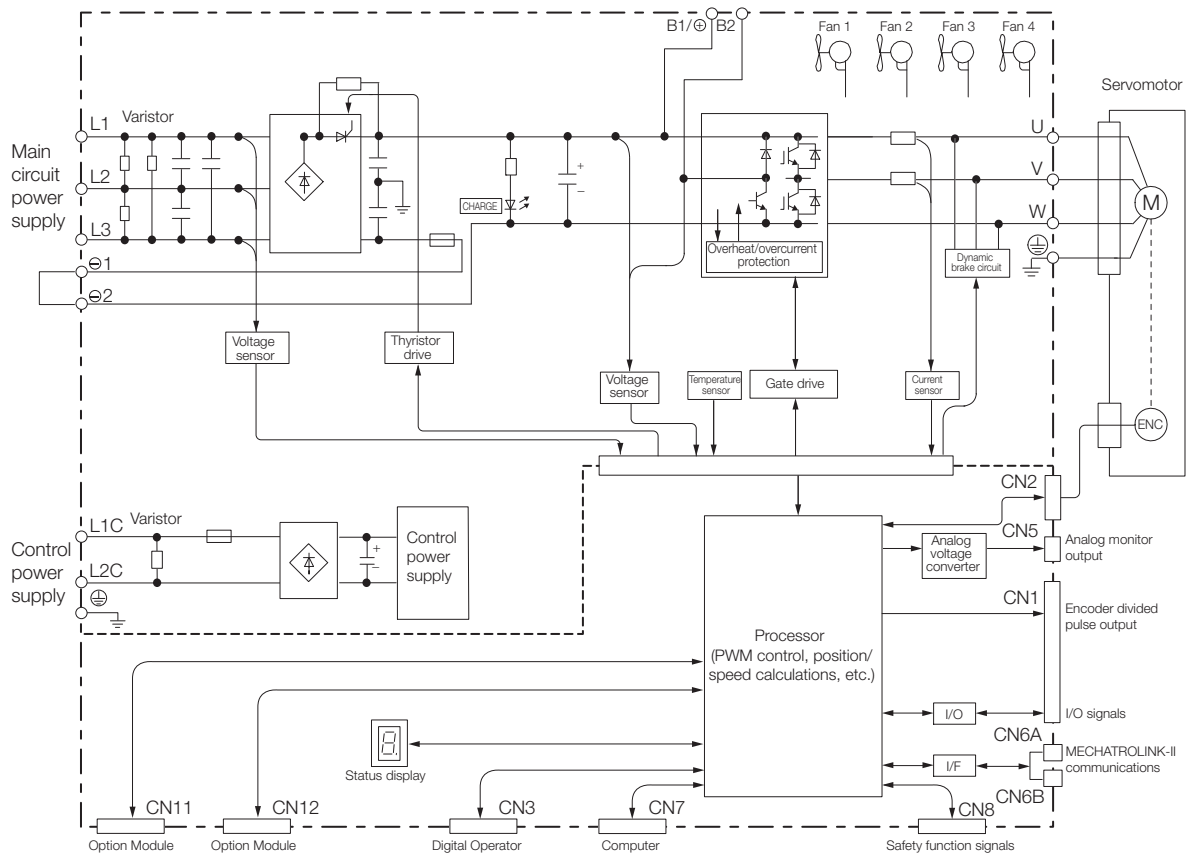 B1/⊕
B2
Fan 1
Fan 2
Fan 3
Fan 4
Servomotor
Main
circuit
power
supply
L1
Varistor
L2
L3
⊖1
⊖2
CHARGE
+
−
Overheat/overcurrent
protection
U
V
W
M
Dynamic
brake circuit
Voltage
sensor
Thyristor
drive
Voltage
sensor
Temperature
sensor
Gate drive
Current
sensor
ENC
Control
power
supply
L1C
Varistor
L2C
+
−
Control
power
supply
CN2
CN5
Analog
voltage
converter
Analog monitor
output
CN1
Encoder divided
pulse output
Processor
(PWM control, position/
speed calculations, etc.)
I/O
I/O signals
CN6A
I/F
MECHATROLINK-II
communications
CN6B
8.
Status display
CN11
CN12
CN3
CN7
CN8
Option Module
Option Module
Digital Operator
Computer
Safety function signals